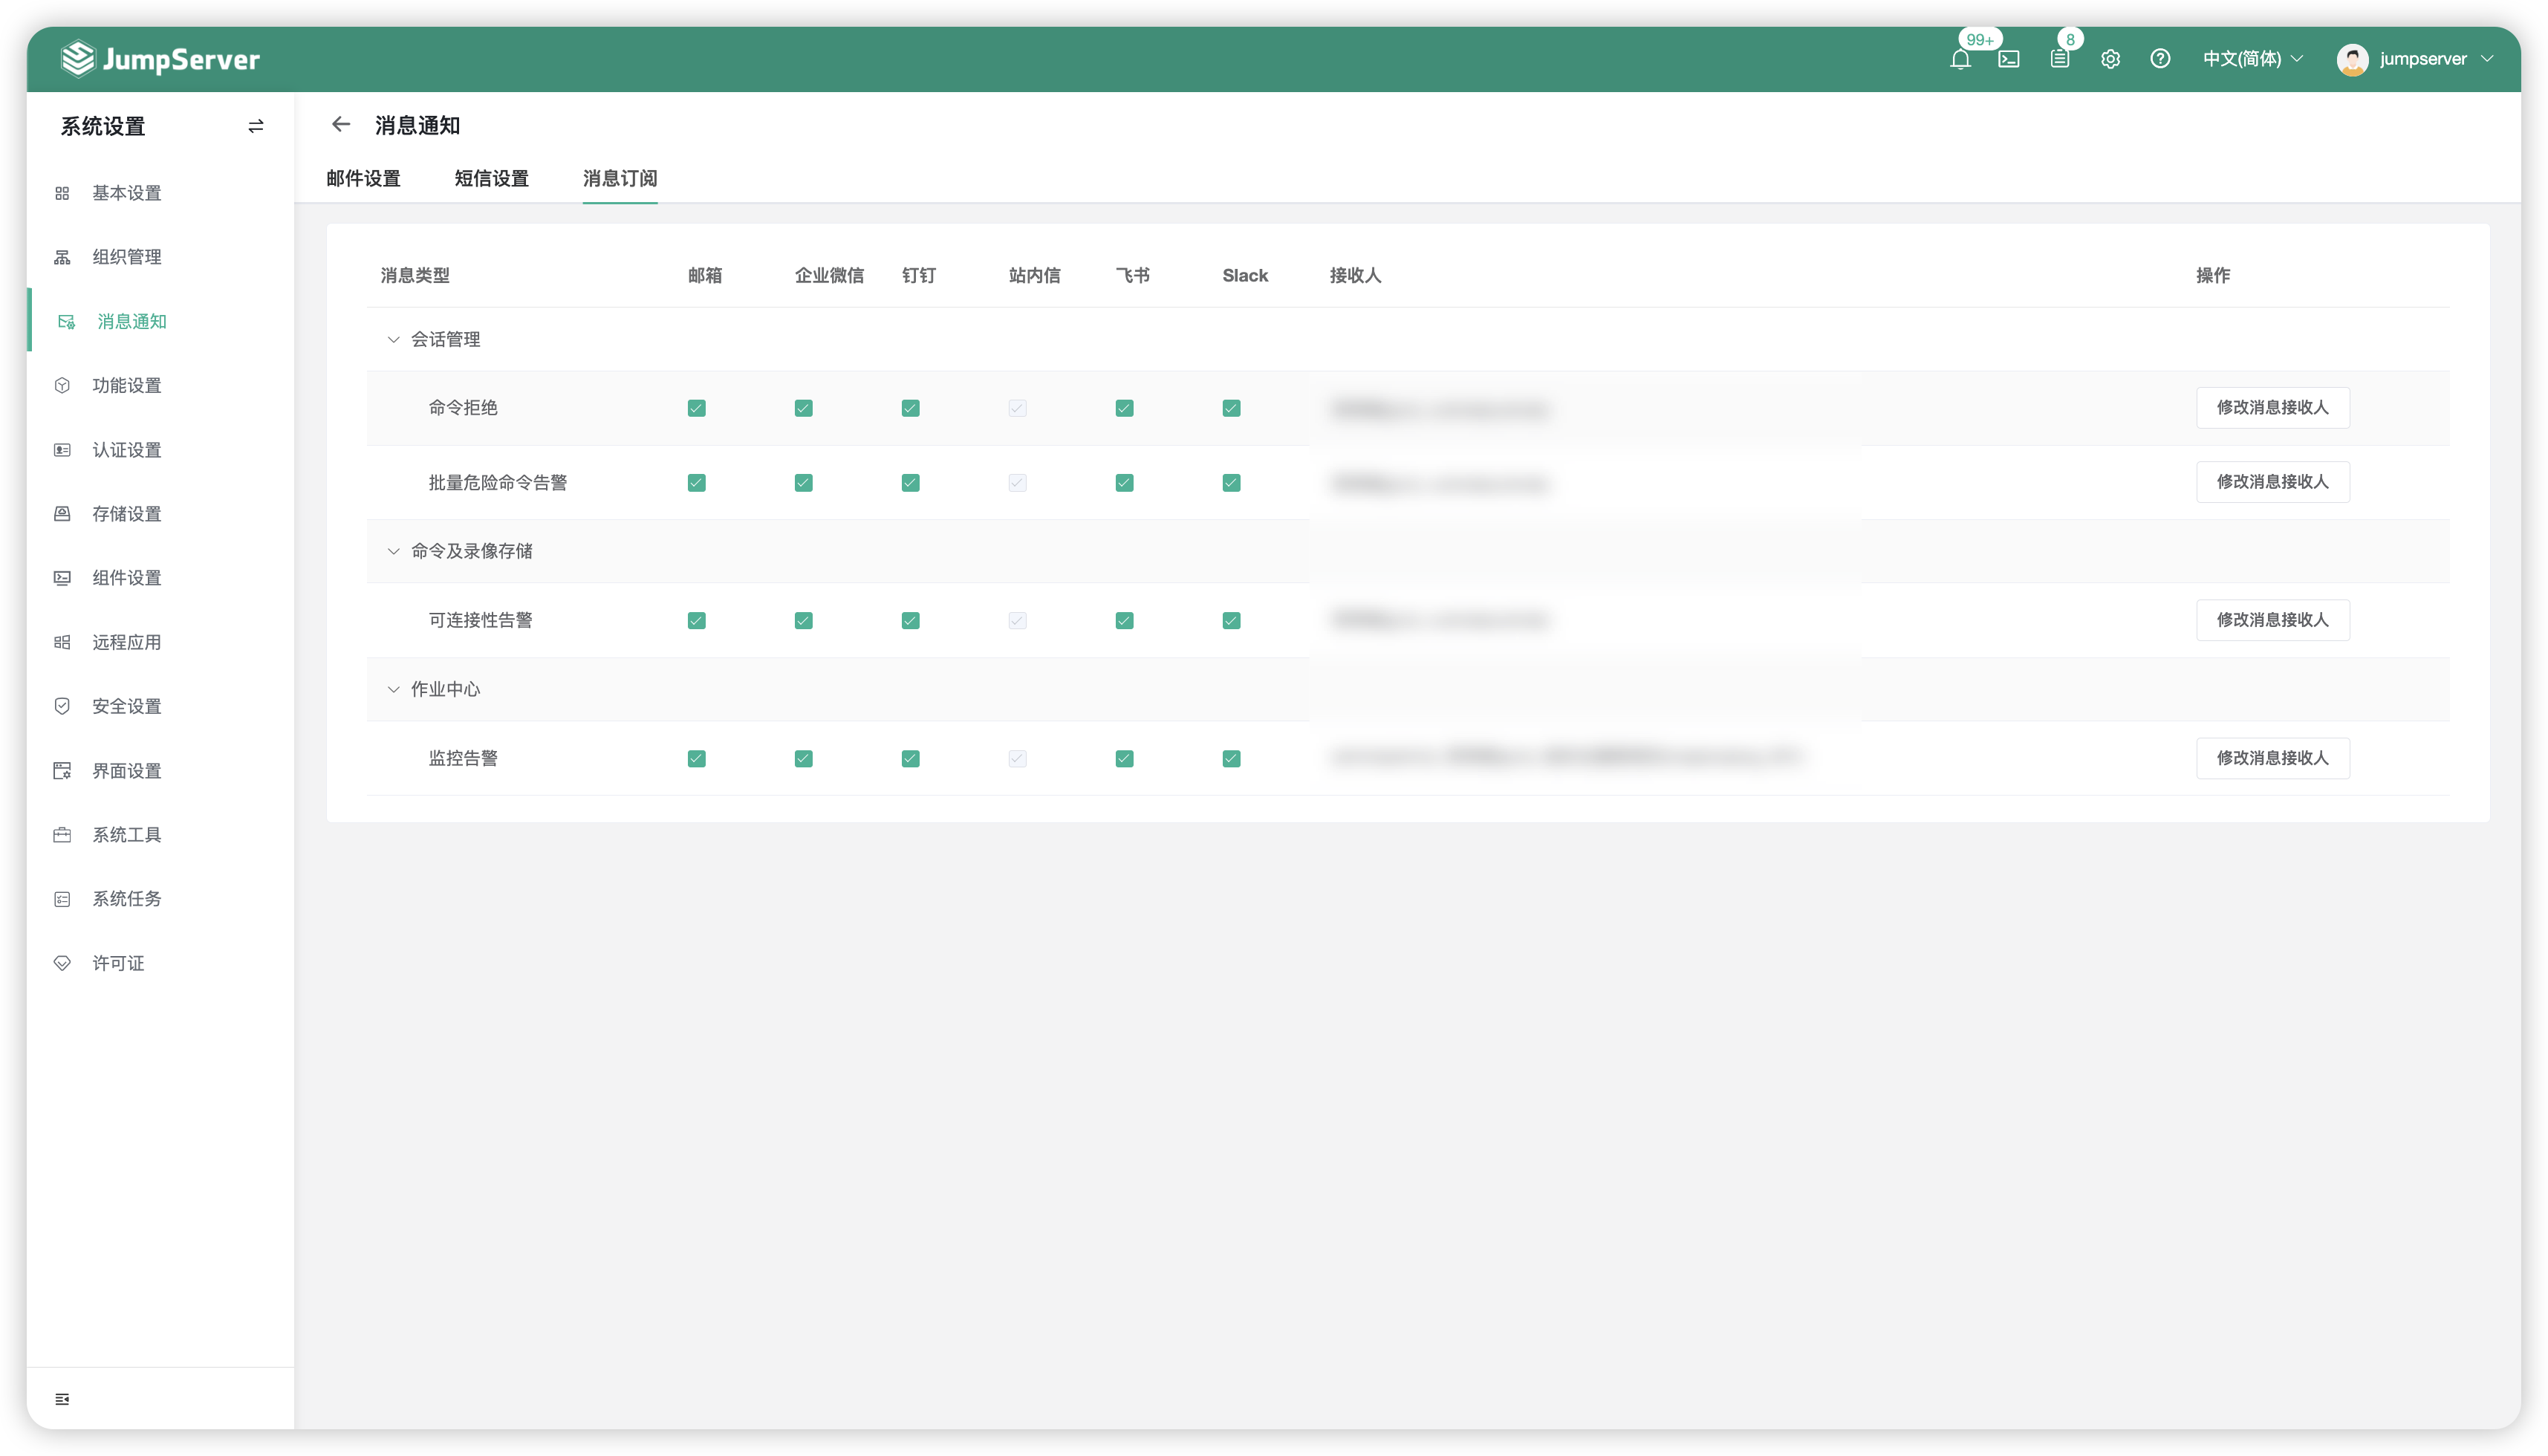 JumpServer
99+
8
中文(简体)
jumpserver
系统设置
基本设置
组织管理
消息通知
功能设置
认证设置
存储设置
组件设置
远程应用
安全设置
界面设置
系统工具
系统任务
许可证
消息通知
邮件设置 短信设置 消息订阅
消息类型 邮箱 企业微信 钉钉 站内信 飞书 Slack 接收人 操作
会话管理
命令拒绝 修改消息接收人
批量危险命令告警 修改消息接收人
命令及录像存储
可连接性告警 修改消息接收人
作业中心
监控告警 修改消息接收人